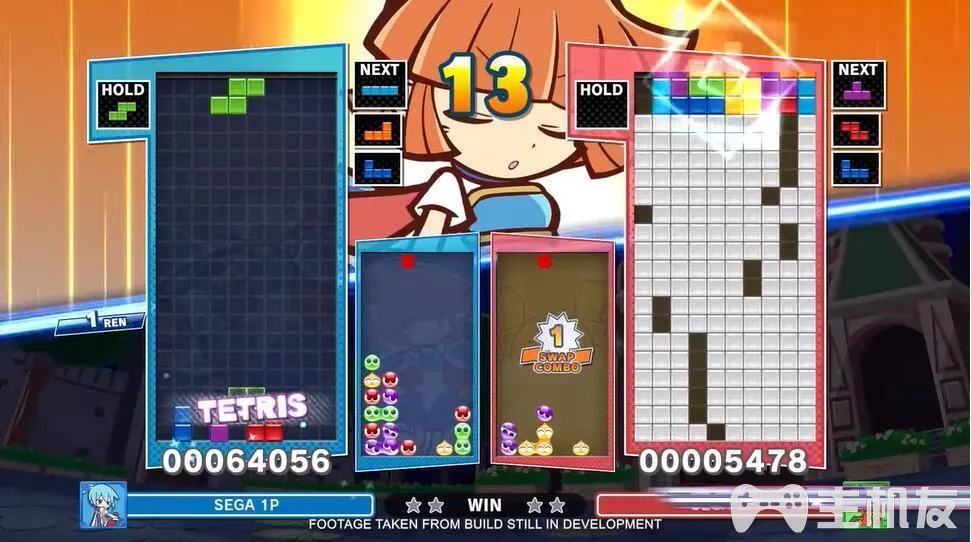 HOLD
NEXT
13
HOLD
NEXT
1 REN
1
SWAP
COMBO
TETRIS
00064056
00005478
SEGA 1P
WIN
FOOTAGE TAKEN FROM BUILD STILL IN DEVELOPMENT
主机友